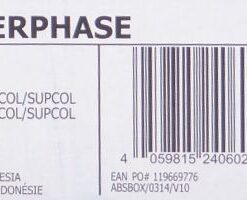 ERPHASE
COL/SUPCOL
COL/SUPCOL
4 059815 240602
ESIA
EAN PO# 119669776
DONÉSIE
ABSBOX/0314/V10